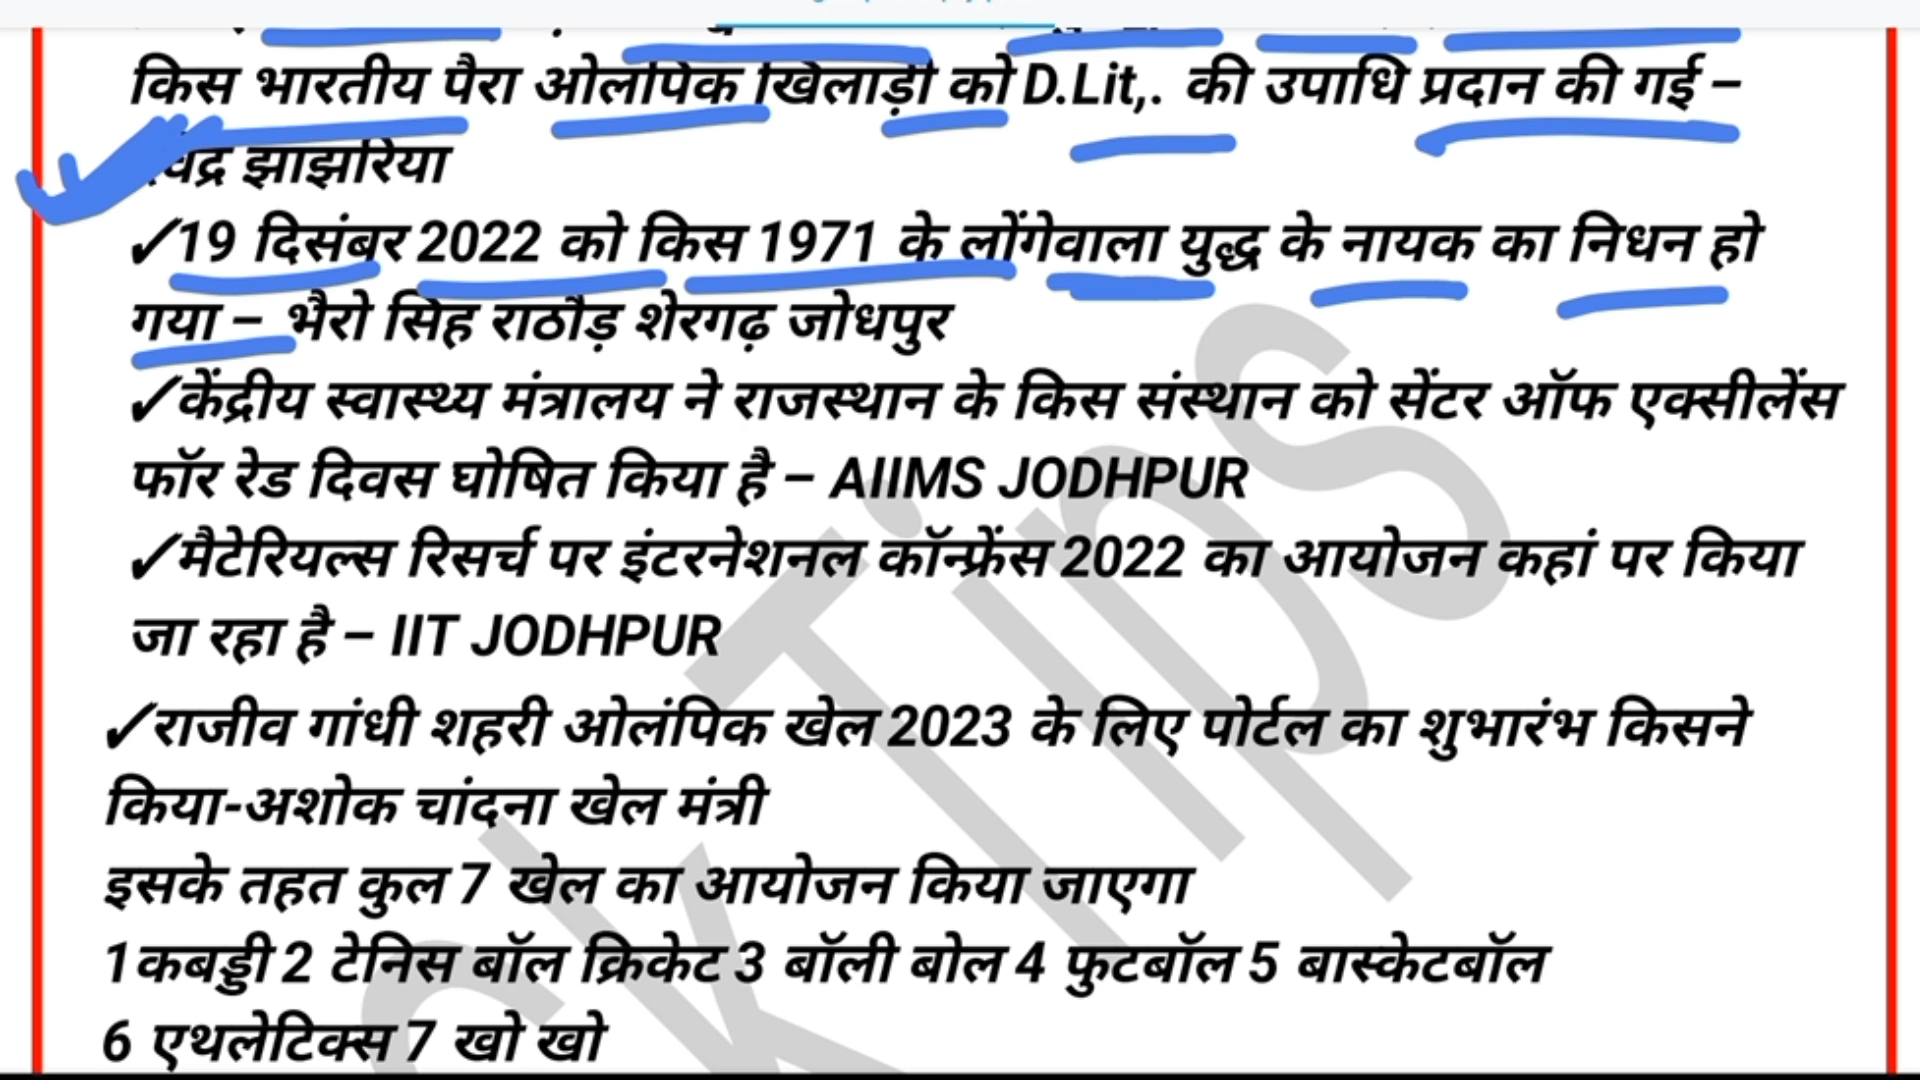 किस भारतीय पैरा ओलंपिक खिलाड़ी को D.Lit,. की उपाधि प्रदान की गई –
झाझरिया
✓19 दिसंबर 2022 को किस 1971 के लोंगेवाला युद्ध के नायक का निधन हो
गया – भैरो सिंह राठौड़ शेरगढ़ जोधपुर
✓केंद्रीय स्वास्थ्य मंत्रालय ने राजस्थान के किस संस्थान को सेंटर ऑफ एक्सीलेंस
फॉर रेड दिवस घोषित किया है – AIIMS JODHPUR
✓मैटेरियल्स रिसर्च पर इंटरनेशनल कॉन्फ्रेंस 2022 का आयोजन कहां पर किया
जा रहा है – IIT JODHPUR
✓राजीव गांधी शहरी ओलंपिक खेल 2023 के लिए पोर्टल का शुभारंभ किसने
किया-अशोक चांदना खेल मंत्री
इसके तहत कुल 7 खेल का आयोजन किया जाएगा
1कबड्डी 2 टेनिस बॉल क्रिकेट 3 बॉली बोल 4 फुटबॉल 5 बास्केटबॉल
6 एथलेटिक्स 7 खो खो
Tips